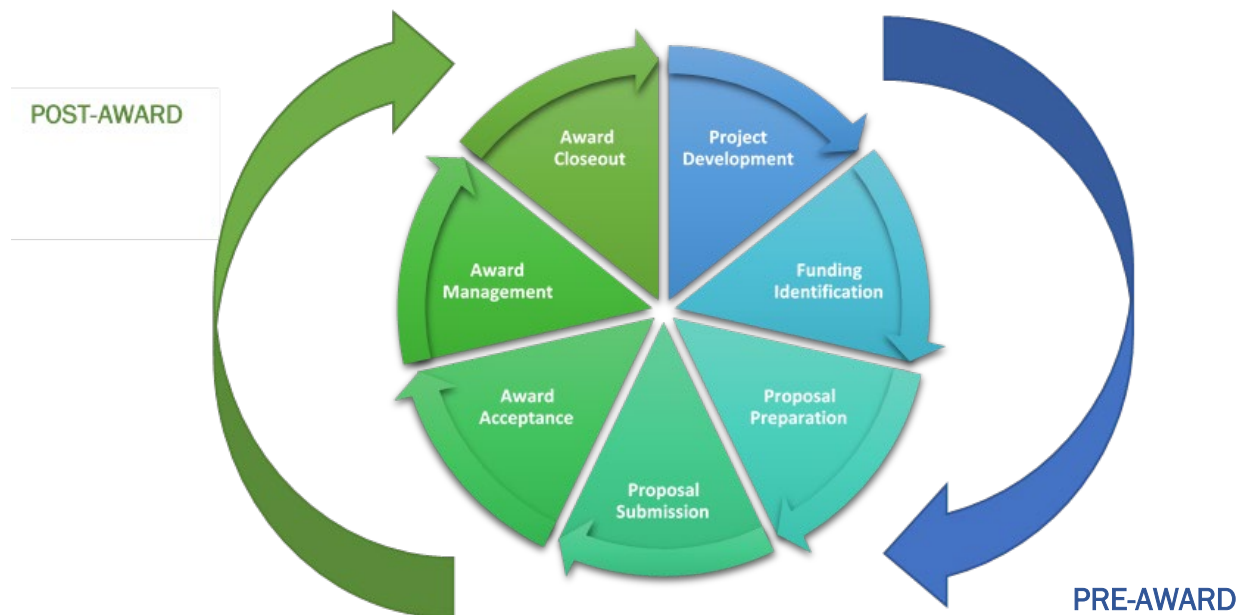 POST-AWARD
Award
Closeout
Project
Development
Award
Management
Funding
Identification
Award
Acceptance
Proposal
Preparation
Proposal
Submission
PRE-AWARD